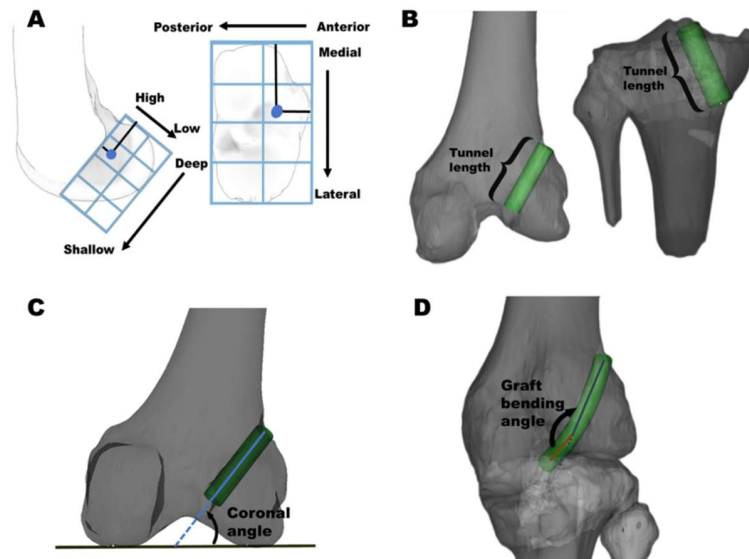 A
Posterior
Anterior
Medial
High
Low
Deep
Lateral
Shallow
B
Tunnel
length
Tunnel
length
C
Coronal
angle
D
Graft
bending
angle